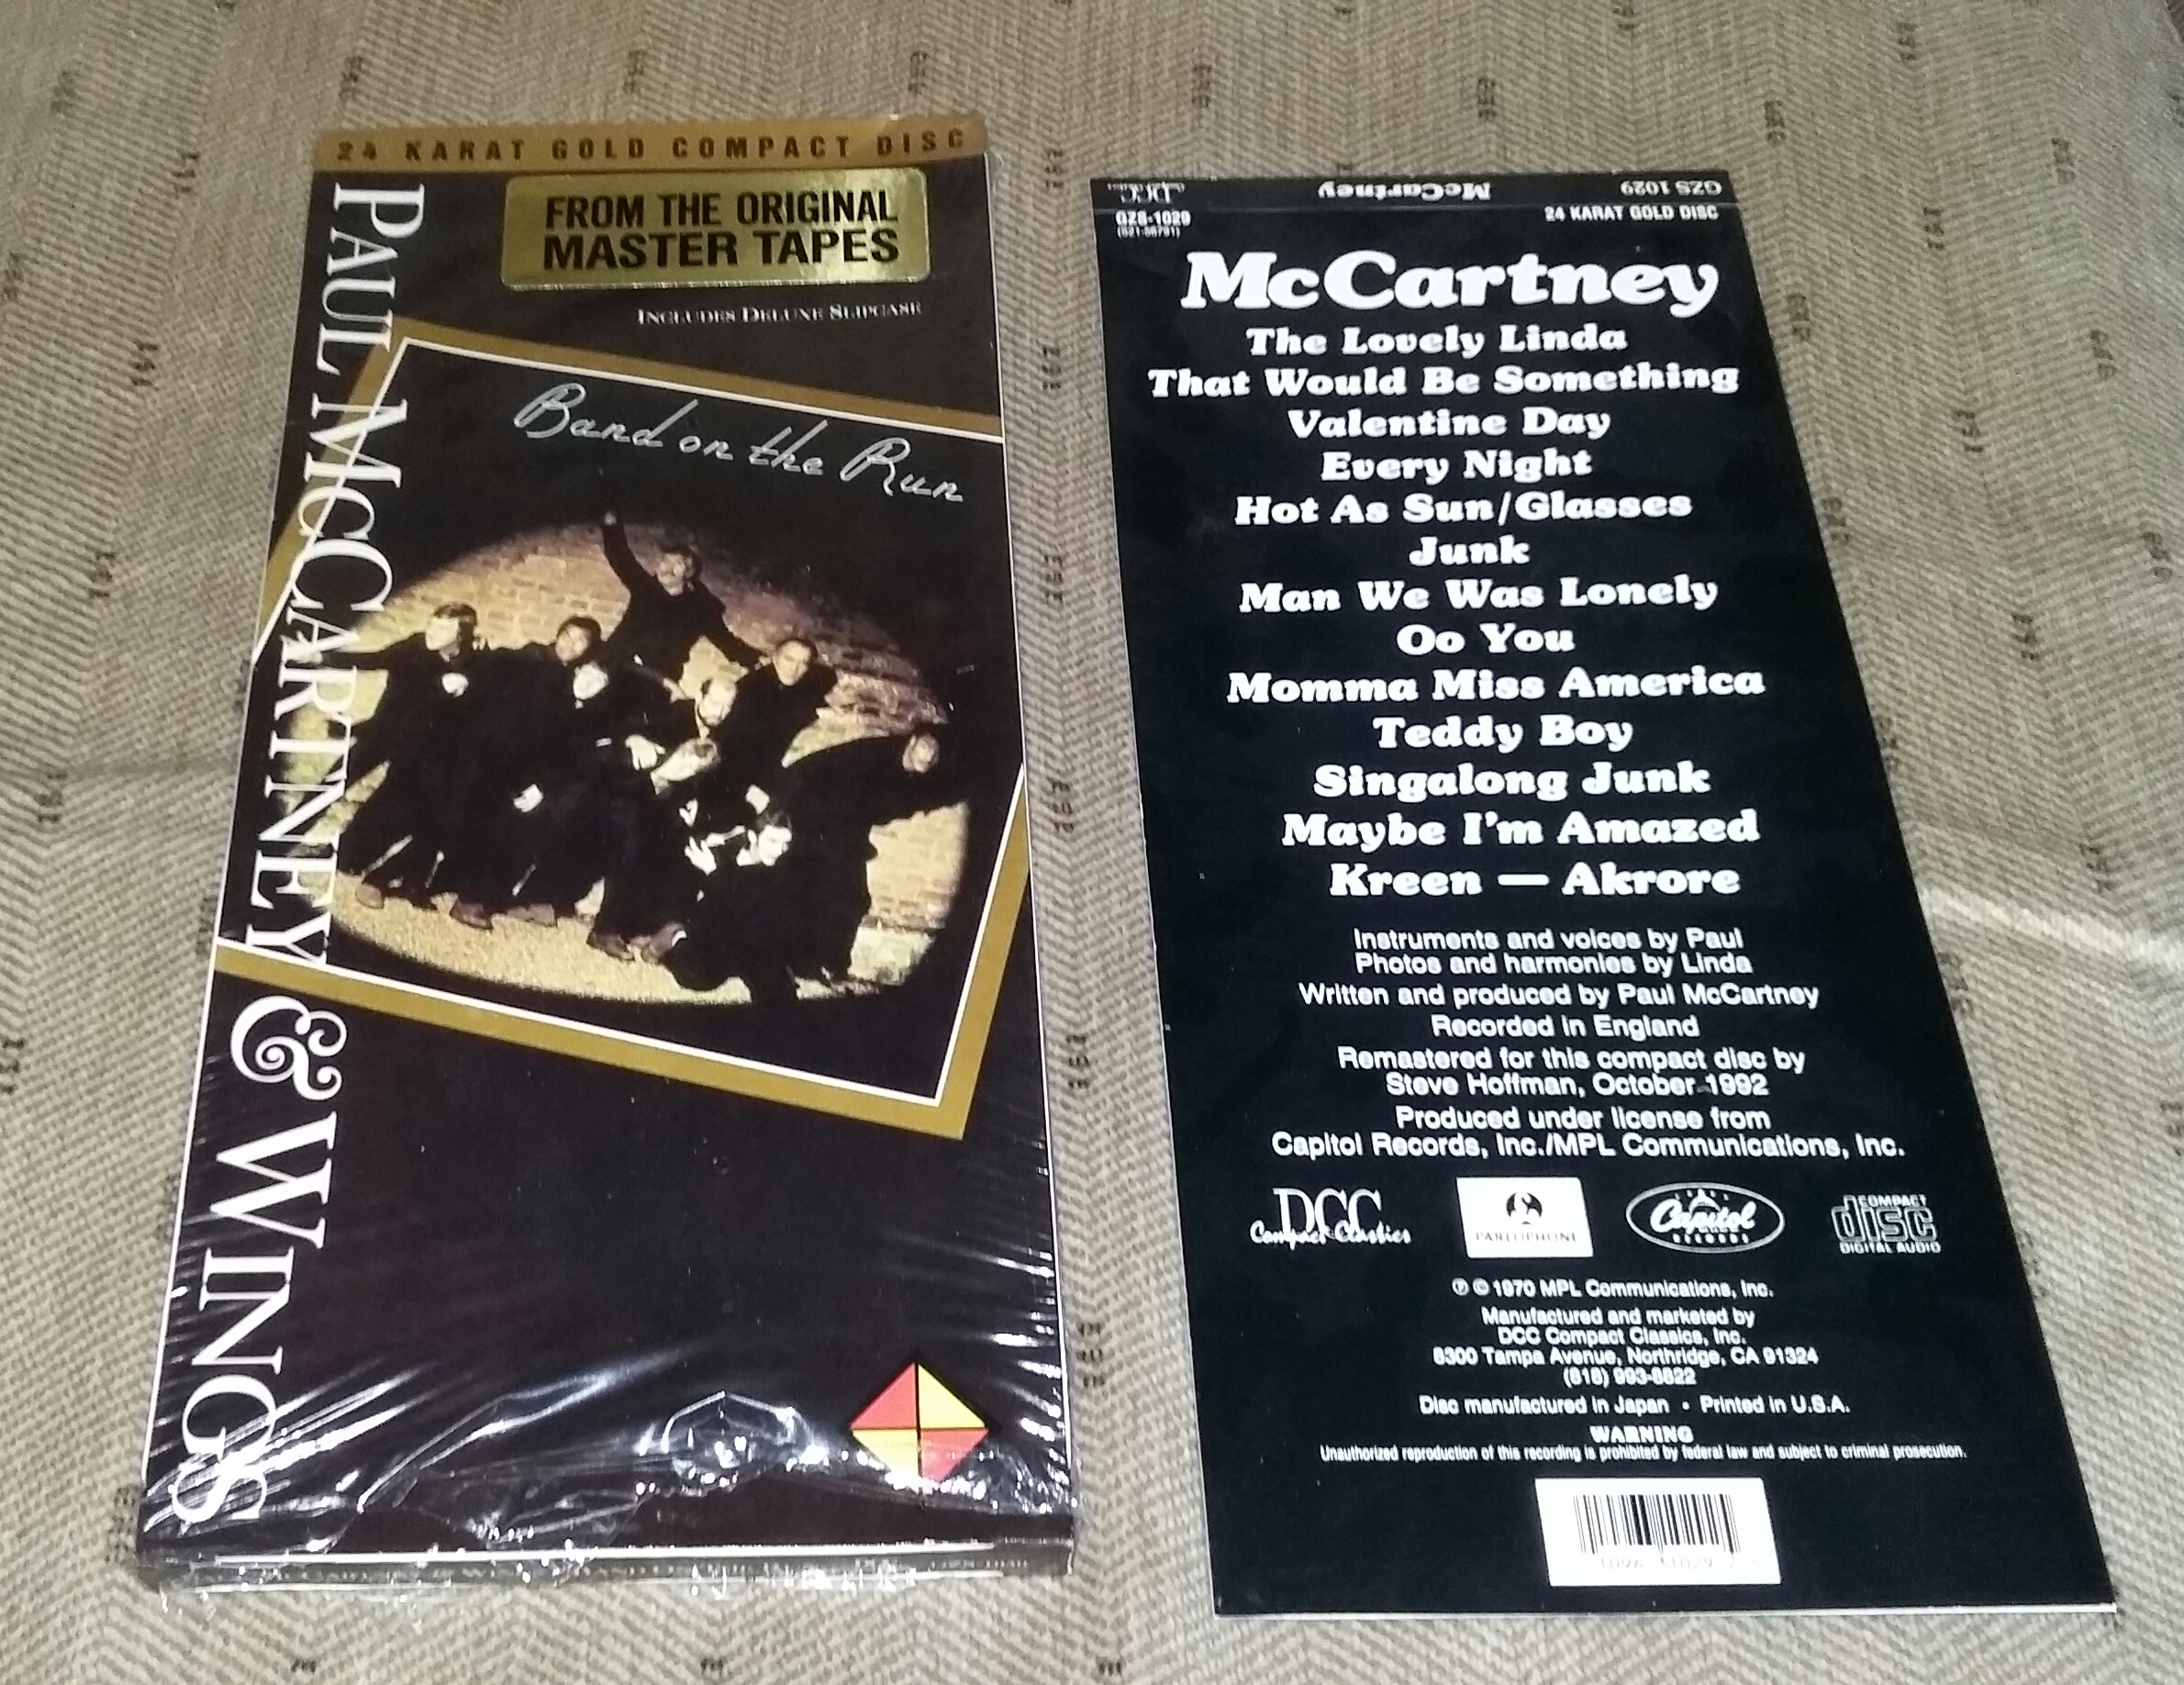 24 KARAT GOLD COMPACT DISC
FROM THE ORIGINAL
MASTER TAPES
INCLUDES DELUXE SLIPCASE
PAUL MCCARTNEY & WINGS
Band on the Run
DCC
McCartney
GZS 1029
GZS-1029
24 KARAT GOLD DISC
McCartney
The Lovely Linda
That Would Be Something
Valentine Day
Every Night
Hot As Sun/Glasses
Junk
Man We Was Lonely
Oo You
Momma Miss America
Teddy Boy
Singalong Junk
Maybe I'm Amazed
Kreen — Akrore
Instruments and voices by Paul
Photos and harmonies by Linda
Written and produced by Paul McCartney
Recorded in England
Remastered for this compact disc by
Steve Hoffman, October 1992
Produced under license from
Capitol Records, Inc./MPL Communications, Inc.
DCC
Compact Classics
PARLOPHONE
Capitol
RECORDS
COMPACT
disc
DIGITAL AUDIO
℗ © 1970 MPL Communications, Inc.
Manufactured and marketed by
DCC Compact Classics, Inc.
8300 Tampa Avenue, Northridge, CA 91324
(818) 993-8822
Disc manufactured in Japan • Printed in U.S.A.
WARNING
Unauthorized reproduction of this recording is prohibited by federal law and subject to criminal prosecution.